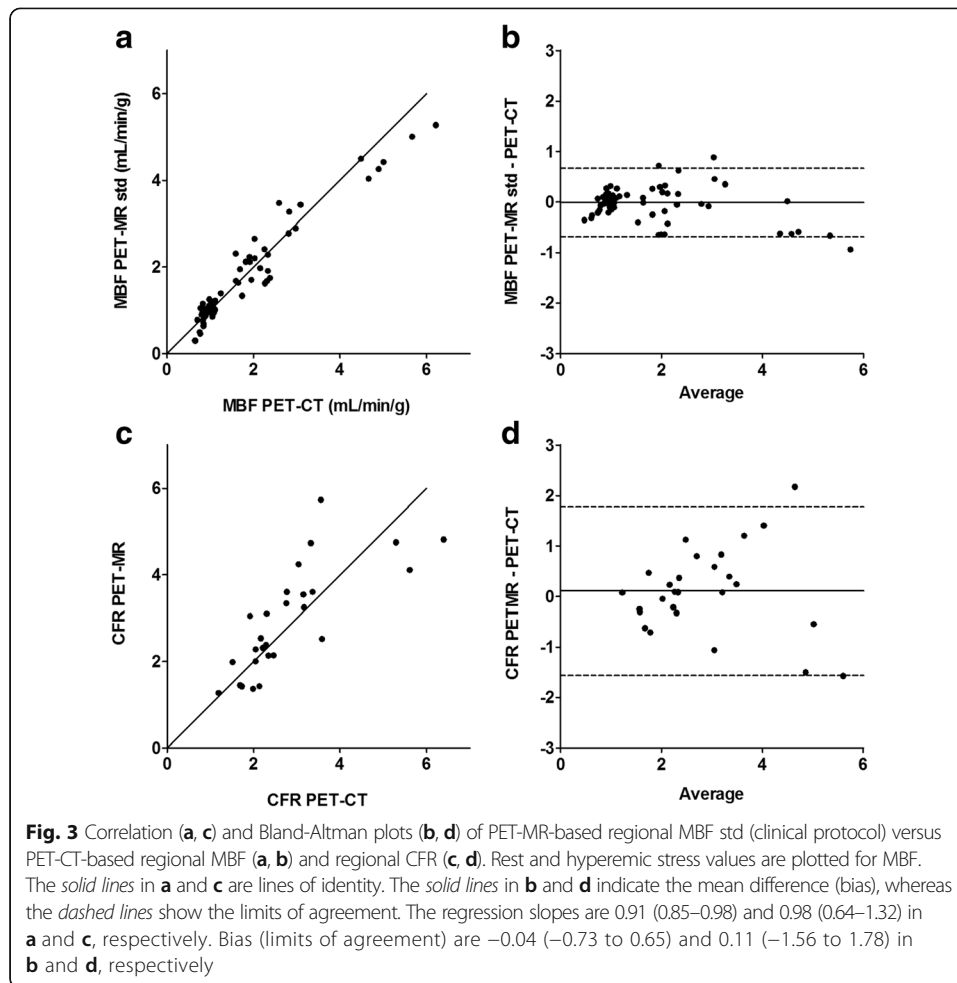 a
MBF PET-MR std (mL/min/g)
6
4
2
0
0 2 4 6
MBF PET-CT (mL/min/g)
b
MBF PET-MR std - PET-CT
3
2
1
0
-1
-2
-3
0 2 4 6
Average
c
CFR PET-MR
6
4
2
0
0 2 4 6
CFR PET-CT
d
CFR PETMR - PET-CT
3
2
1
0
-1
-2
-3
0 2 4 6
Average
Fig. 3 Correlation (a, c) and Bland-Altman plots (b, d) of PET-MR-based regional MBF std (clinical protocol) versus
PET-CT-based regional MBF (a, b) and regional CFR (c, d). Rest and hyperemic stress values are plotted for MBF.
The solid lines in a and c are lines of identity. The solid lines in b and d indicate the mean difference (bias), whereas
the dashed lines show the limits of agreement. The regression slopes are 0.91 (0.85–0.98) and 0.98 (0.64–1.32) in
a and c, respectively. Bias (limits of agreement) are −0.04 (−0.73 to 0.65) and 0.11 (−1.56 to 1.78) in
b and d, respectively